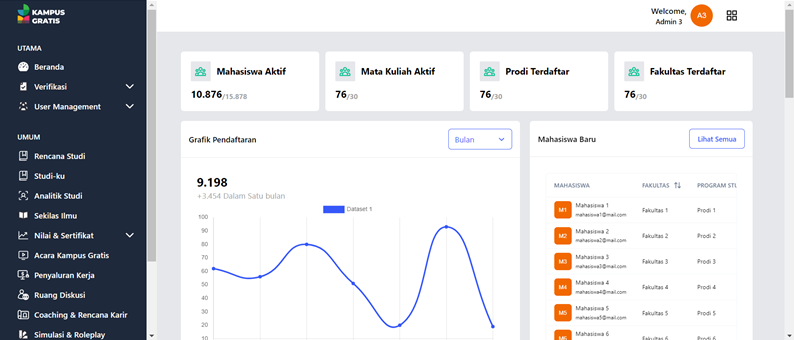 KAMPUS
GRATIS
Welcome,
Admin 3
A3
UTAMA
Beranda
Verifikasi
User Management
UMUM
Rencana Studi
Studi-ku
Analitik Studi
Sekilas Ilmu
Nilai & Sertifikat
Acara Kampus Gratis
Penyaluran Kerja
Ruang Diskusi
Coaching & Rencana Karir
Simulasi & Roleplay
Mahasiswa Aktif
10.876/15.878
Mata Kuliah Aktif
76/30
Prodi Terdaftar
76/30
Fakultas Terdaftar
76/30
Grafik Pendaftaran
Bulan
9.198
+3.454 Dalam Satu bulan
Dataset 1
100
90
80
70
60
50
40
30
20
10
Mahasiswa Baru
Lihat Semua
MAHASISWA FAKULTAS PROGRAM STU
M1 Mahasiswa 1 Fakultas 1 Prodi 1
mahasiswa1@mail.com
M2 Mahasiswa 2 Fakultas 2 Prodi 2
mahasiswa2@mail.com
M3 Mahasiswa 3 Fakultas 3 Prodi 3
mahasiswa3@mail.com
M4 Mahasiswa 4 Fakultas 4 Prodi 4
mahasiswa4@mail.com
M5 Mahasiswa 5 Fakultas 5 Prodi 5
mahasiswa5@mail.com
M6 Mahasiswa 6 Fakultas 6 Prodi 6